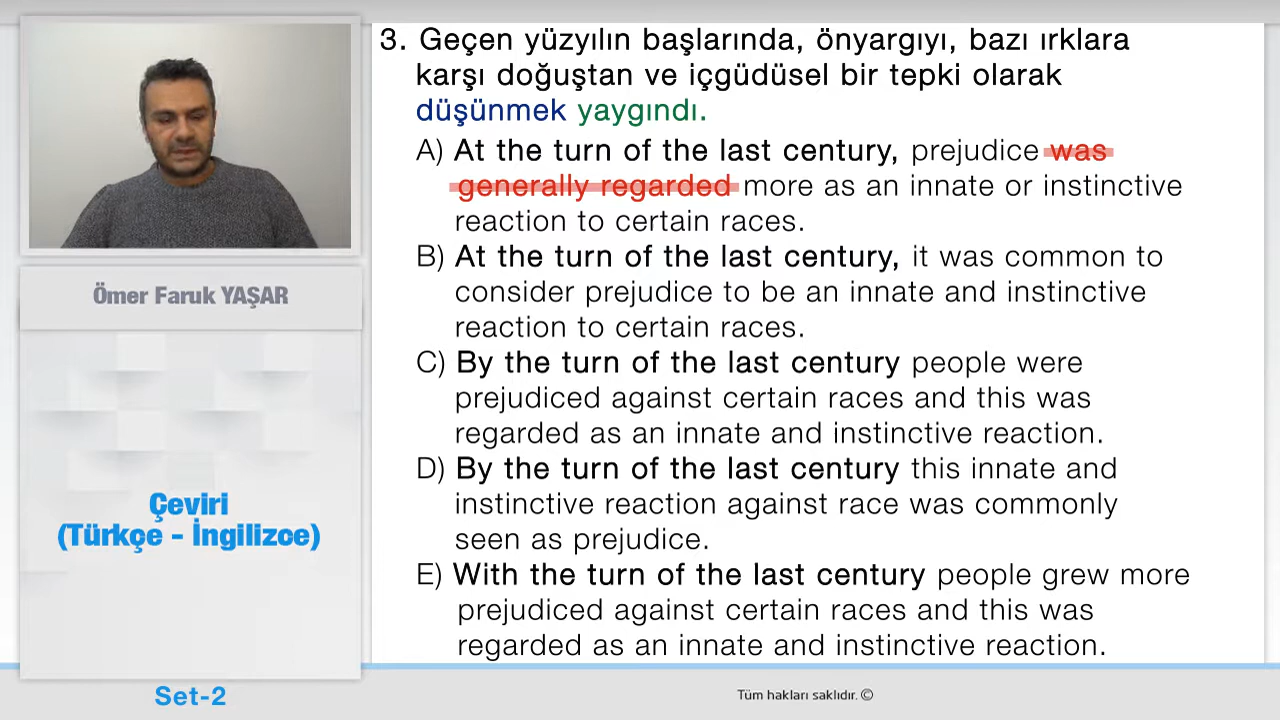 3. Geçen yüzyılın başlarında, önyargıyı, bazı ırklara
karşı doğuştan ve içgüdüsel bir tepki olarak
düşünmek yaygındı.
A) At the turn of the last century, prejudice was
generally regarded more as an innate or instinctive
reaction to certain races.
B) At the turn of the last century, it was common to
consider prejudice to be an innate and instinctive
reaction to certain races.
C) By the turn of the last century people were
prejudiced against certain races and this was
regarded as an innate and instinctive reaction.
D) By the turn of the last century this innate and
instinctive reaction against race was commonly
seen as prejudice.
E) With the turn of the last century people grew more
prejudiced against certain races and this was
regarded as an innate and instinctive reaction.
Ömer Faruk YAŞAR
Çeviri
(Türkçe - İngilizce)
Set-2
Tüm hakları saklıdır. ©